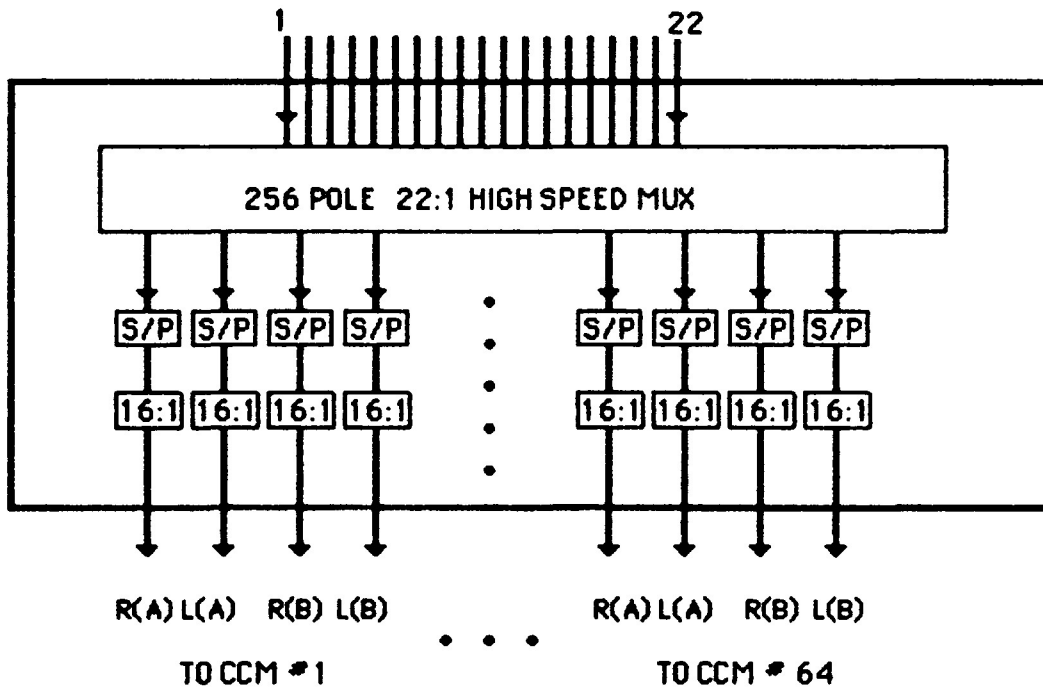 1 22
256 POLE 22:1 HIGH SPEED MUX
S/P S/P S/P S/P S/P S/P S/P S/P
16:1 16:1 16:1 16:1 16:1 16:1 16:1 16:1
R(A) L(A) R(B) L(B) R(A) L(A) R(B) L(B)
TO CCM #1 TO CCM # 64